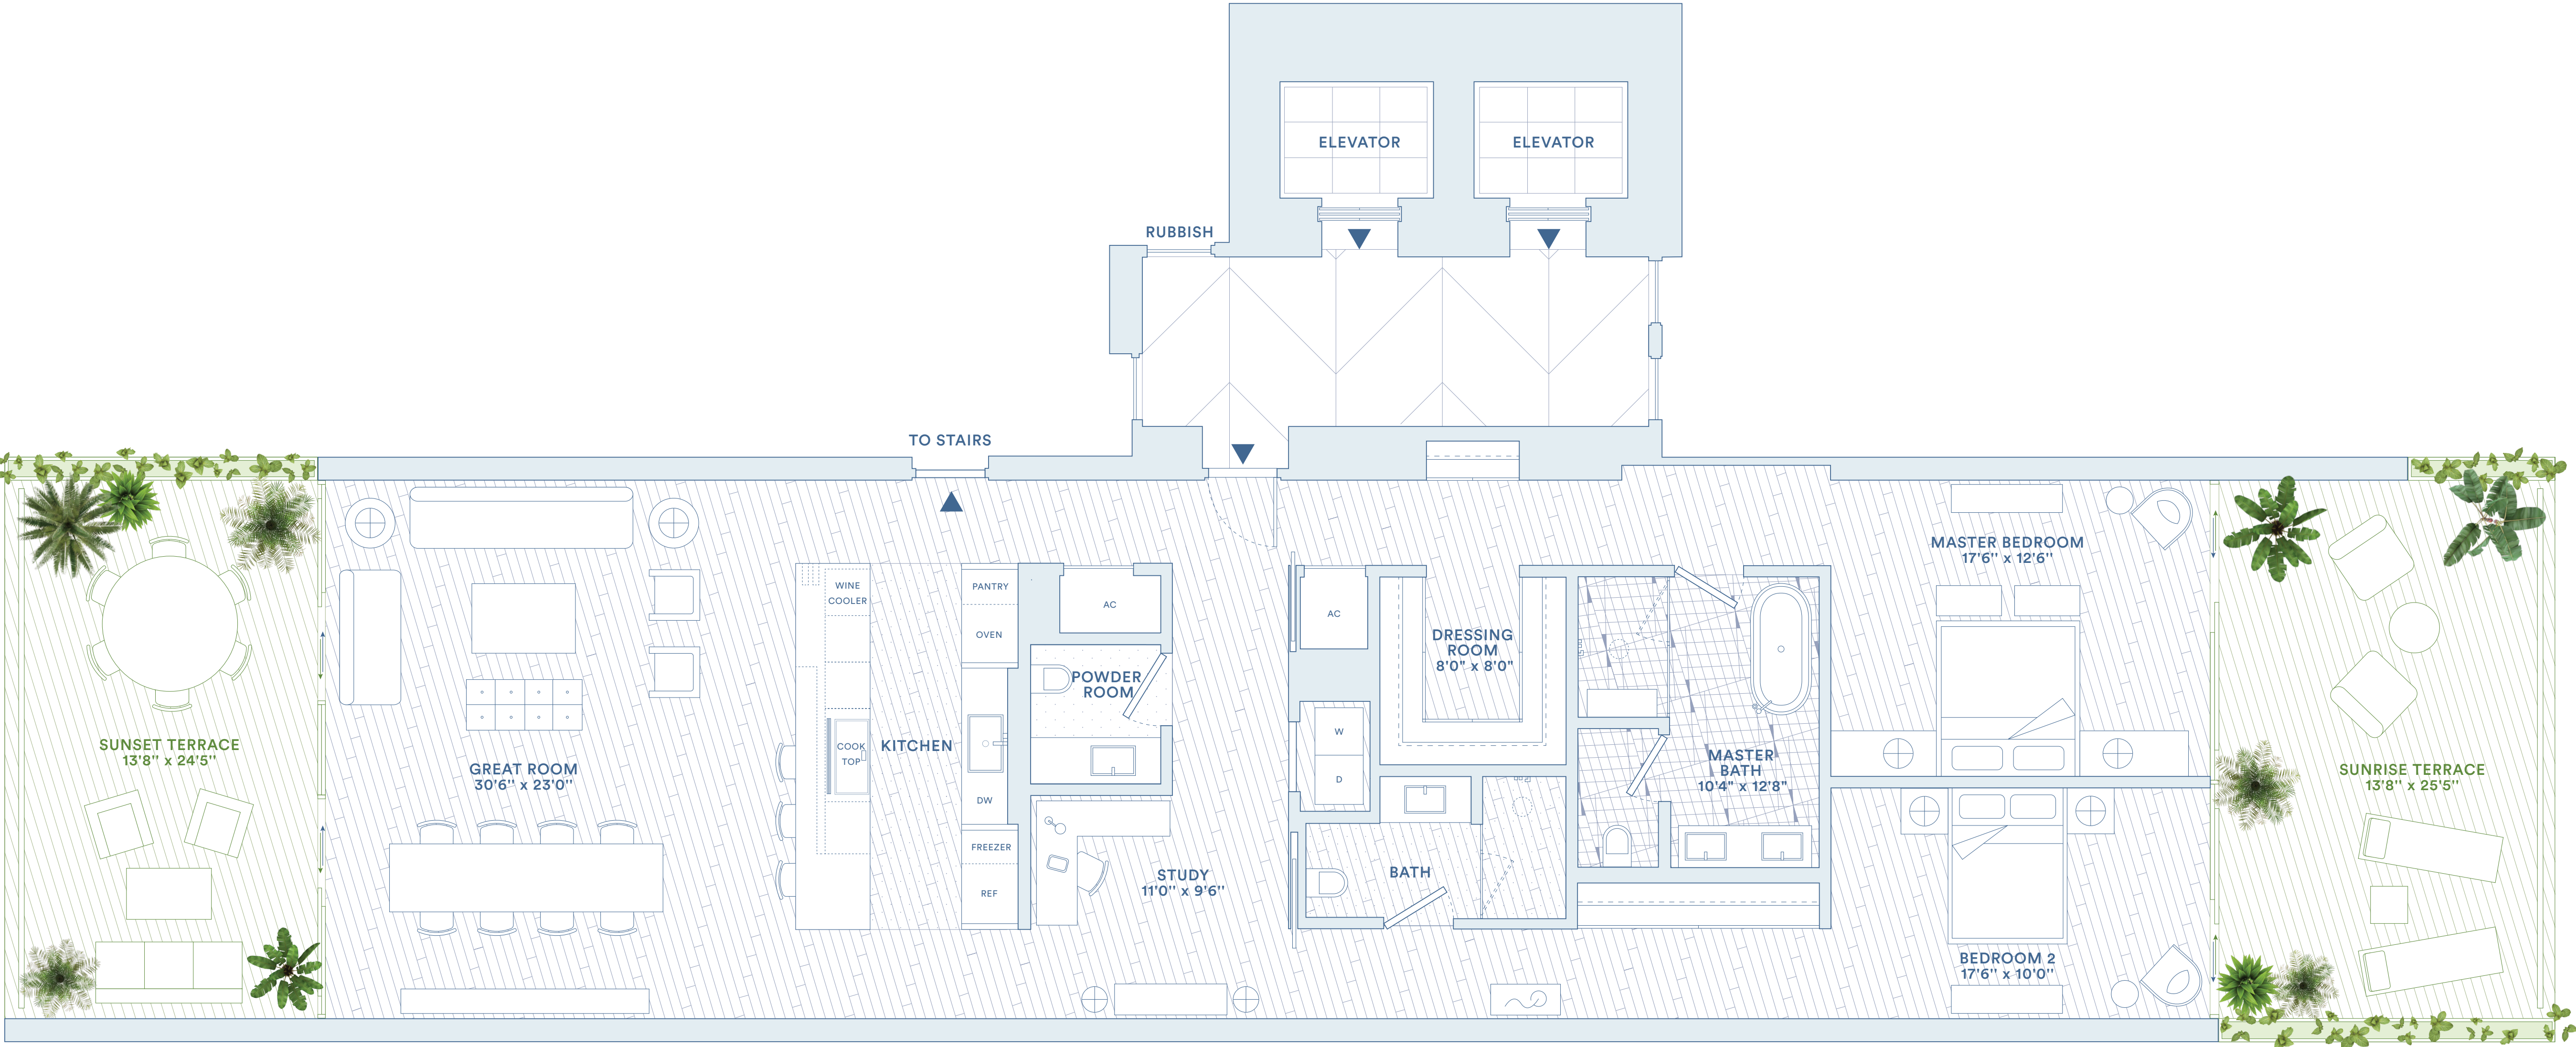 ELEVATOR
ELEVATOR
RUBBISH
TO STAIRS
SUNSET TERRACE
13'8" x 24'5"
GREAT ROOM
30'6" x 23'0"
WINE
COOLER
COOK
TOP
KITCHEN
PANTRY
OVEN
DW
FREEZER
REF
AC
POWDER
ROOM
STUDY
11'0" x 9'6"
AC
W
D
DRESSING
ROOM
8'0" x 8'0"
BATH
MASTER
BATH
10'4" x 12'8"
MASTER BEDROOM
17'6" x 12'6"
BEDROOM 2
17'6" x 10'0"
SUNRISE TERRACE
13'8" x 25'5"